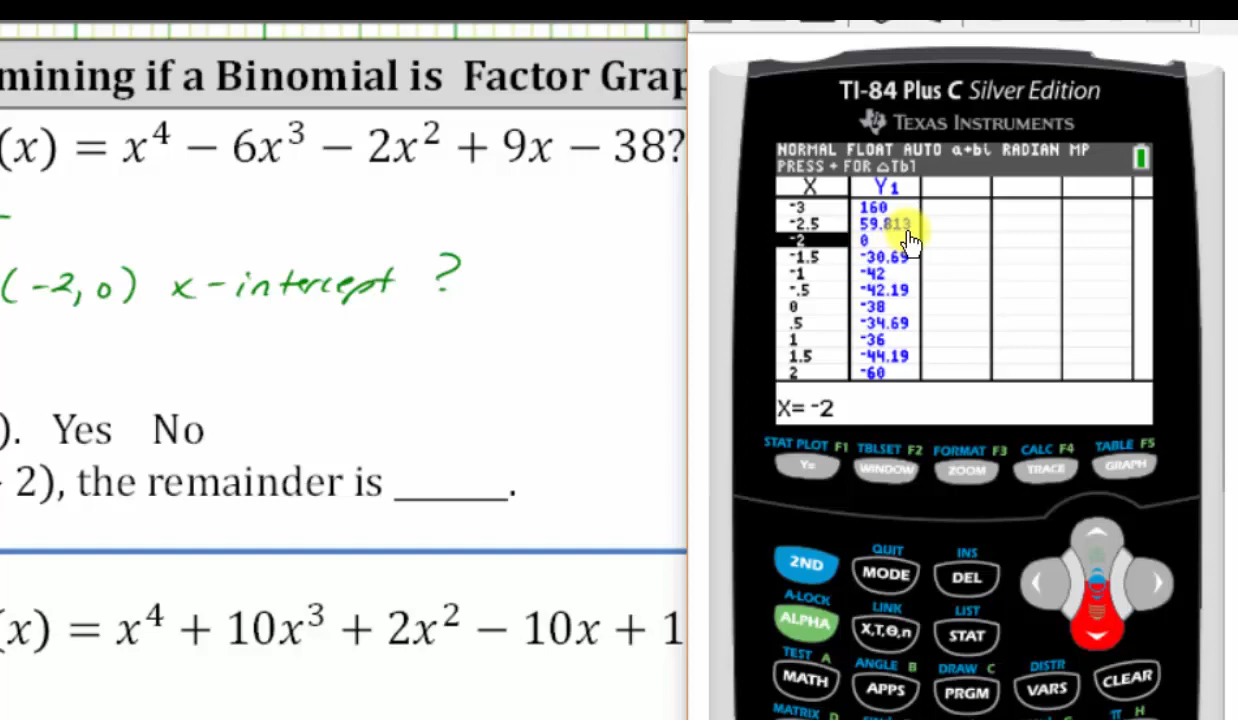 mining if a Binomial is Factor Grap
(x) = x⁴ − 6x³ − 2x² + 9x − 38?
(-2, 0) x-intercept ?
). Yes No
2), the remainder is ______.
(x) = x⁴ + 10x³ + 2x² − 10x + 1
TI-84 Plus C Silver Edition
TEXAS INSTRUMENTS
NORMAL FLOAT AUTO a+bi RADIAN MP
PRESS + FOR △Tbl
X Y1
-3 160
-2.5 59.813
-2 0
-1.5 -30.69
-1 -42
-.5 -42.19
0 -38
.5 -34.69
1 -36
1.5 -44.19
2 -60
X= -2
STAT PLOT F1 TBLSET F2 FORMAT F3 CALC F4 TABLE F5
Y= WINDOW ZOOM TRACE GRAPH
QUIT INS
2ND MODE DEL
A-LOCK LINK LIST
ALPHA X,T,Θ,n STAT
TEST A ANGLE B DRAW C DISTR
MATH APPS PRGM VARS CLEAR
MATRIX D π H